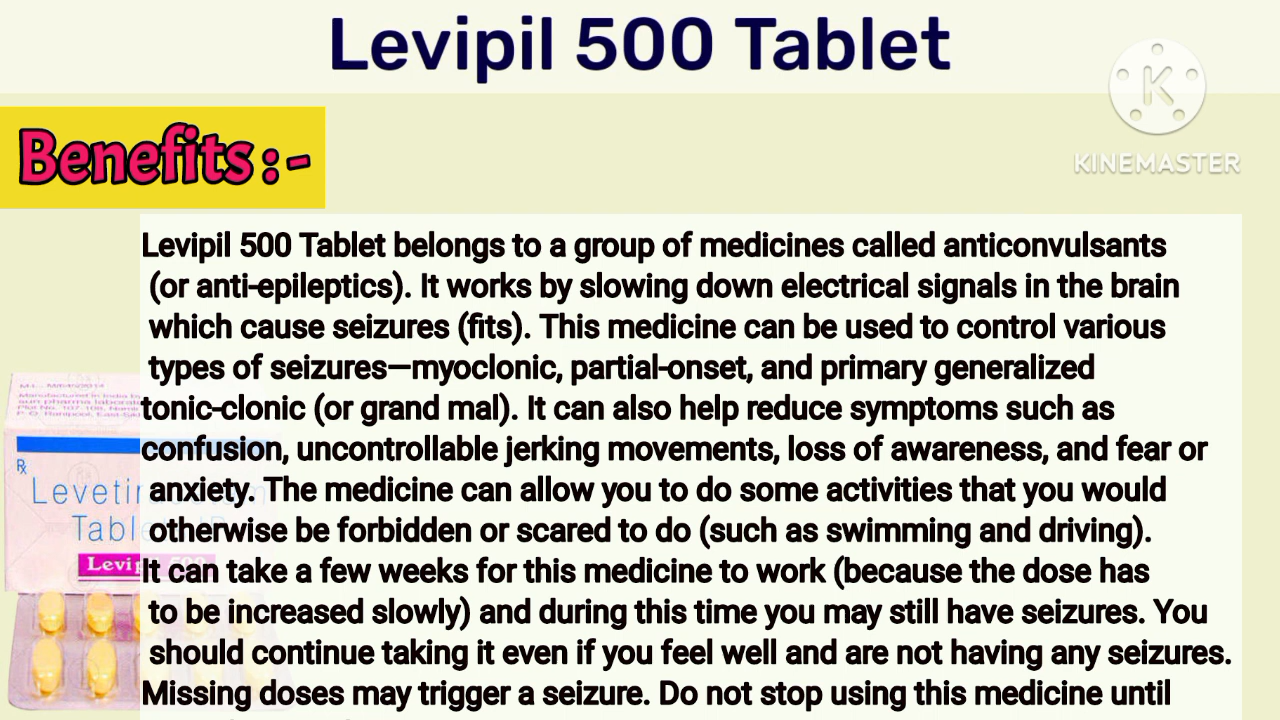 Levipil 500 Tablet
K
KINEMASTER
Benefits :-
Levipil 500 Tablet belongs to a group of medicines called anticonvulsants
(or anti-epileptics). It works by slowing down electrical signals in the brain
which cause seizures (fits). This medicine can be used to control various
types of seizures—myoclonic, partial-onset, and primary generalized
tonic-clonic (or grand mal). It can also help reduce symptoms such as
confusion, uncontrollable jerking movements, loss of awareness, and fear or
anxiety. The medicine can allow you to do some activities that you would
otherwise be forbidden or scared to do (such as swimming and driving).
It can take a few weeks for this medicine to work (because the dose has
to be increased slowly) and during this time you may still have seizures. You
should continue taking it even if you feel well and are not having any seizures.
Missing doses may trigger a seizure. Do not stop using this medicine until
Manufactured in India by
Rx